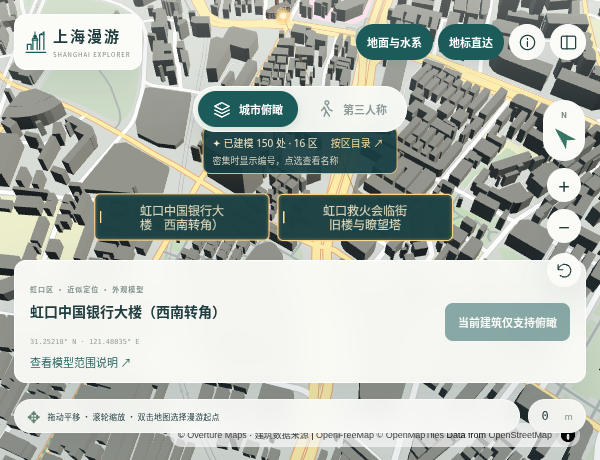 上海漫游
SHANGHAI EXPLORER
地面与水系
地标直达
城市俯瞰
第三人称
N
✦ 已建模 150 处 · 16 区 按区目录 ↗
密集时显示编号，点选查看名称
虹口中国银行大
楼 西南转角）
虹口救火会临街
旧楼与瞭望塔
虹口区 · 近似定位 · 外观模型
虹口中国银行大楼（西南转角）
31.25218° N · 121.48035° E
查看模型范围说明 ↗
当前建筑仅支持俯瞰
拖动平移 · 滚轮缩放 · 双击地图选择漫游起点
0 m
© Overture Maps · 建筑数据来源 | OpenFreeMap © OpenMapTiles Data from OpenStreetMap